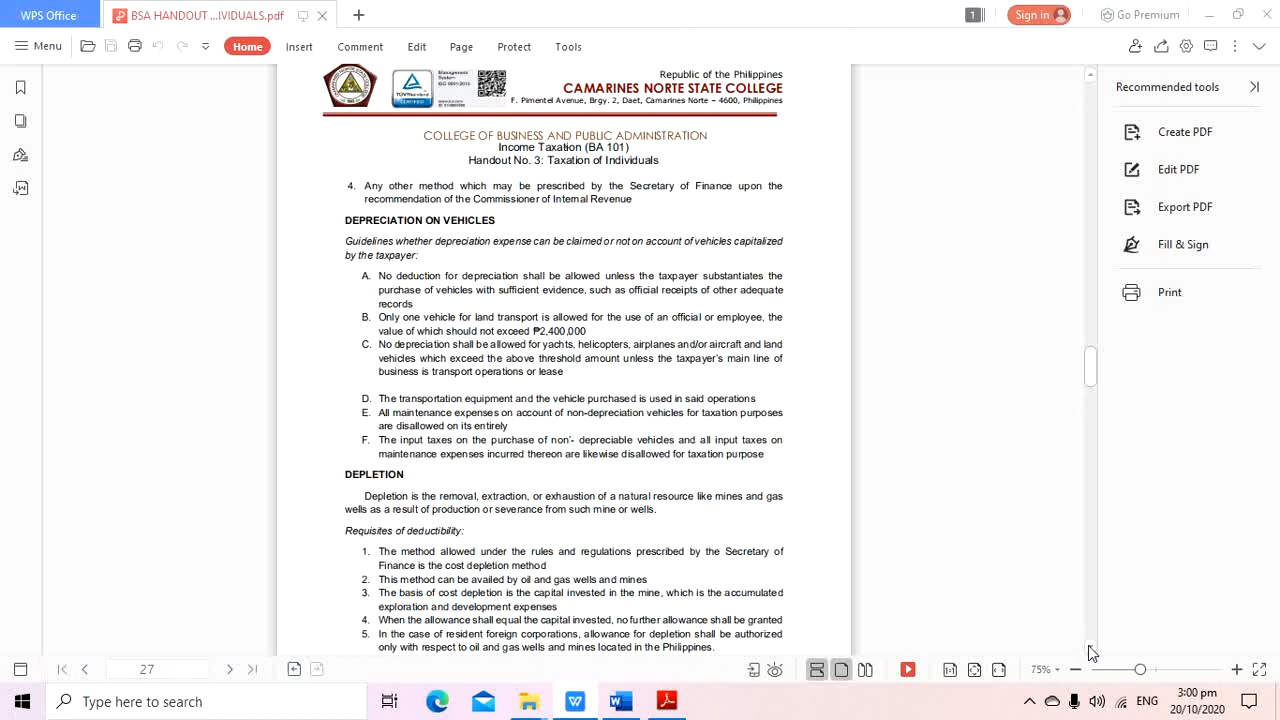 WPS Office
BSA HANDOUT ...IVIDUALS.pdf
1
Sign in
Go Premium
Menu
Home
Insert
Comment
Edit
Page
Protect
Tools
Management
System
ISO 9001:2015
TÜVRheinland
CERTIFIED
Republic of the Philippines
CAMARINES NORTE STATE COLLEGE
F. Pimentel Avenue, Brgy. 2, Daet, Camarines Norte – 4600, Philippines
COLLEGE OF BUSINESS AND PUBLIC ADMINISTRATION
Income Taxation (BA 101)
Handout No. 3: Taxation of Individuals
4. Any other method which may be prescribed by the Secretary of Finance upon the
recommendation of the Commissioner of Internal Revenue
DEPRECIATION ON VEHICLES
Guidelines whether depreciation expense can be claimed or not on account of vehicles capitalized
by the taxpayer:
A. No deduction for depreciation shall be allowed unless the taxpayer substantiates the
purchase of vehicles with sufficient evidence, such as official receipts of other adequate
records
B. Only one vehicle for land transport is allowed for the use of an official or employee, the
value of which should not exceed ₱2,400,000
C. No depreciation shall be allowed for yachts, helicopters, airplanes and/or aircraft and land
vehicles which exceed the above threshold amount unless the taxpayer's main line of
business is transport operations or lease
D. The transportation equipment and the vehicle purchased is used in said operations
E. All maintenance expenses on account of non-depreciation vehicles for taxation purposes
are disallowed on its entirely
F. The input taxes on the purchase of non'- depreciable vehicles and all input taxes on
maintenance expenses incurred thereon are likewise disallowed for taxation purpose
DEPLETION
Depletion is the removal, extraction, or exhaustion of a natural resource like mines and gas
wells as a result of production or severance from such mine or wells.
Requisites of deductibility:
1. The method allowed under the rules and regulations prescribed by the Secretary of
Finance is the cost depletion method
2. This method can be availed by oil and gas wells and mines
3. The basis of cost depletion is the capital invested in the mine, which is the accumulated
exploration and development expenses
4. When the allowance shall equal the capital invested, no further allowance shall be granted
5. In the case of resident foreign corporations, allowance for depletion shall be authorized
only with respect to oil and gas wells and mines located in the Philippines.
Recommended tools
Create PDF
Edit PDF
Export PDF
Fill & Sign
Print
27
75%
Type here to search
ENG
3:00 pm
20/10/2020